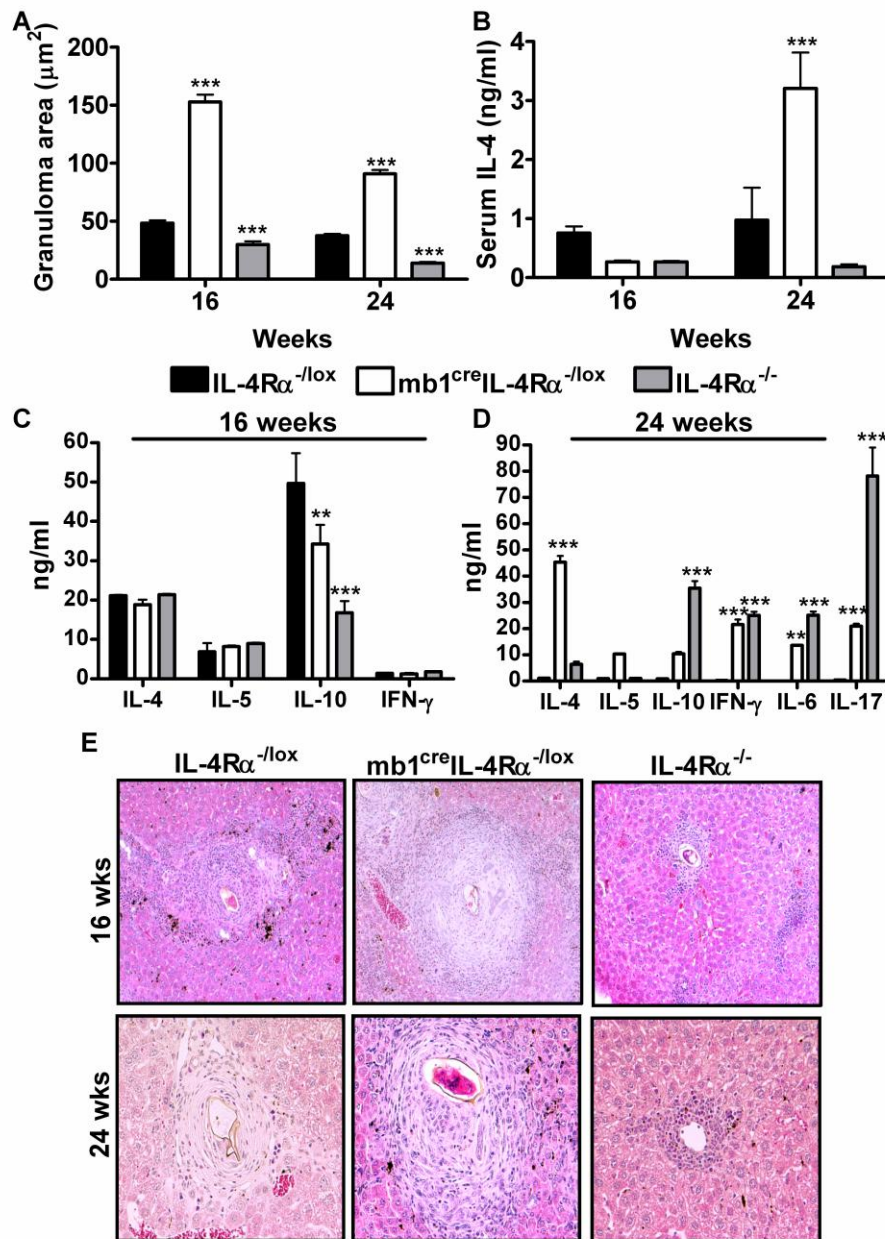 A
Granuloma area (μm²)
200
150
100
50
0
***
***
***
***
16
24
Weeks
B
Serum IL-4 (ng/ml)
4
3
2
1
0
***
16
24
Weeks
IL-4Rα⁻/ˡᵒˣ
mb1ᶜʳᵉIL-4Rα⁻/ˡᵒˣ
IL-4Rα⁻/⁻
C
16 weeks
ng/ml
60
50
40
30
20
10
0
**
***
IL-4
IL-5
IL-10
IFN-γ
D
24 weeks
ng/ml
90
80
70
60
50
40
30
20
10
0
***
***
***
***
**
***
***
***
IL-4
IL-5
IL-10
IFN-γ
IL-6
IL-17
E
IL-4Rα⁻/ˡᵒˣ
mb1ᶜʳᵉIL-4Rα⁻/ˡᵒˣ
IL-4Rα⁻/⁻
16 wks
24 wks